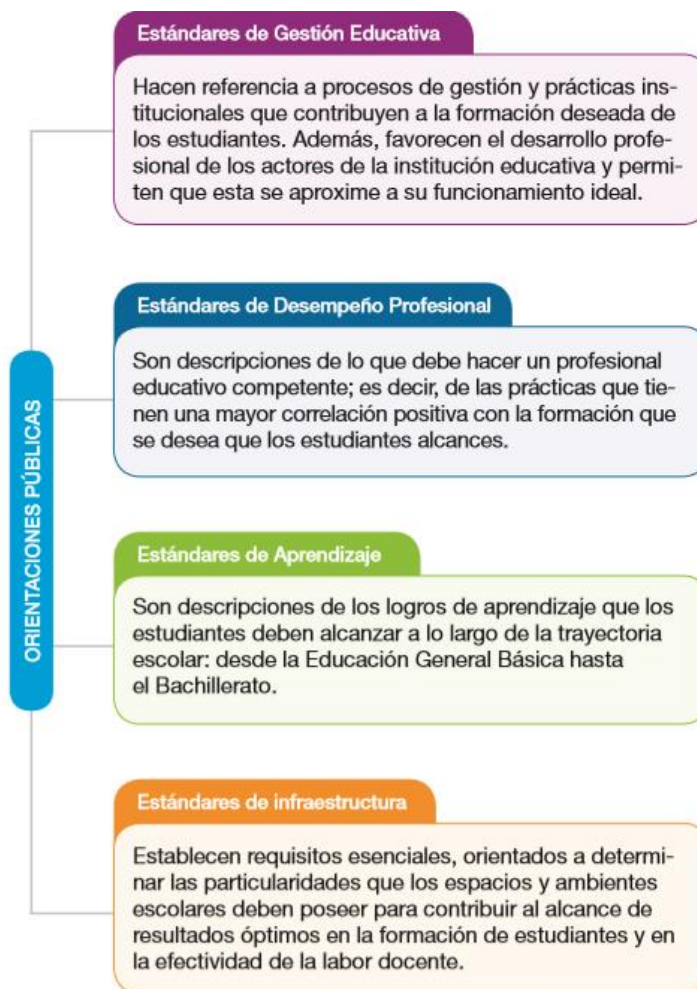 Estándares de Gestión Educativa
Hacen referencia a procesos de gestión y prácticas ins-
titucionales que contribuyen a la formación deseada de
los estudiantes. Además, favorecen el desarrollo profe-
sional de los actores de la institución educativa y permi-
ten que esta se aproxime a su funcionamiento ideal.
Estándares de Desempeño Profesional
Son descripciones de lo que debe hacer un profesional
educativo competente; es decir, de las prácticas que tie-
nen una mayor correlación positiva con la formación que
se desea que los estudiantes alcances.
ORIENTACIONES PÚBLICAS
Estándares de Aprendizaje
Son descripciones de los logros de aprendizaje que los
estudiantes deben alcanzar a lo largo de la trayectoria
escolar: desde la Educación General Básica hasta
el Bachillerato.
Estándares de infraestructura
Establecen requisitos esenciales, orientados a determi-
nar las particularidades que los espacios y ambientes
escolares deben poseer para contribuir al alcance de
resultados óptimos en la formación de estudiantes y en
la efectividad de la labor docente.